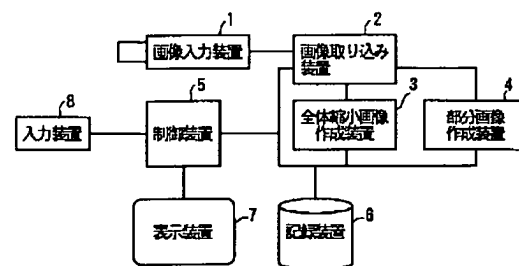 1
画像入力装置
2
画像取り込み
装置
3
全体縮小画像
作成装置
4
部分画像
作成装置
5
制御装置
8
入力装置
表示装置
7
記録装置
6